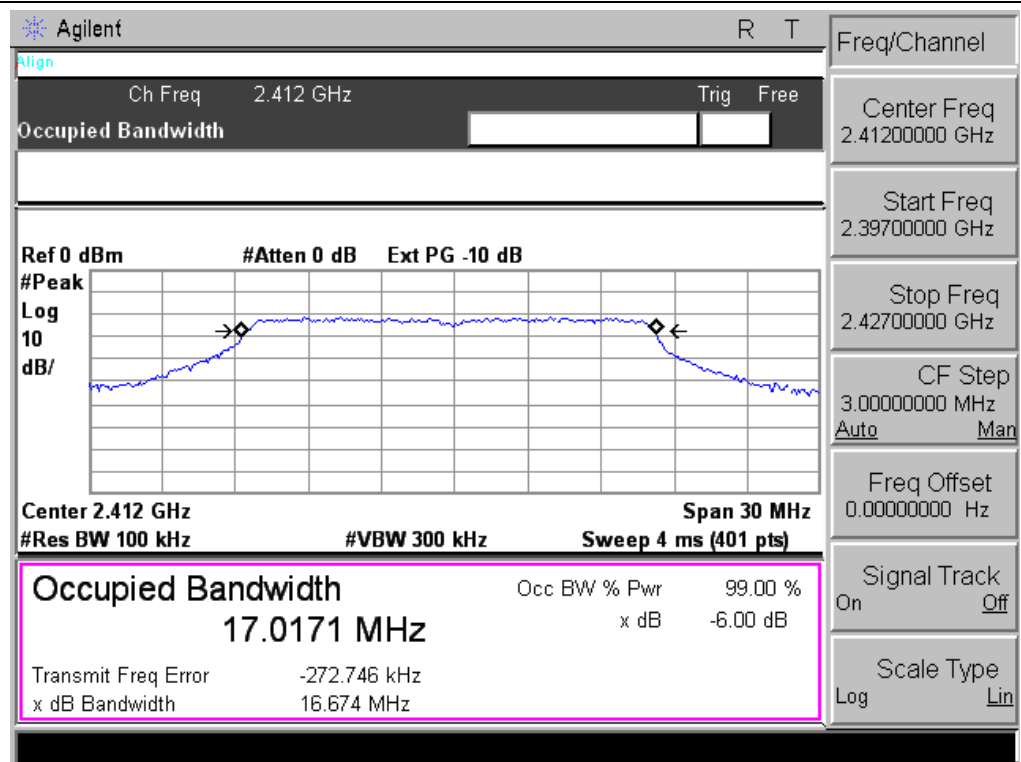 Agilent R T
Align
Ch Freq 2.412 GHz Trig Free
Occupied Bandwidth
Ref 0 dBm #Atten 0 dB Ext PG -10 dB
#Peak
Log
10
dB/
Center 2.412 GHz Span 30 MHz
#Res BW 100 kHz #VBW 300 kHz Sweep 4 ms (401 pts)
Occupied Bandwidth
17.0171 MHz
Occ BW % Pwr 99.00 %
x dB -6.00 dB
Transmit Freq Error -272.746 kHz
x dB Bandwidth 16.674 MHz
Freq/Channel
Center Freq
2.41200000 GHz
Start Freq
2.39700000 GHz
Stop Freq
2.42700000 GHz
CF Step
3.00000000 MHz
Auto Man
Freq Offset
0.00000000 Hz
Signal Track
On Off
Scale Type
Log Lin